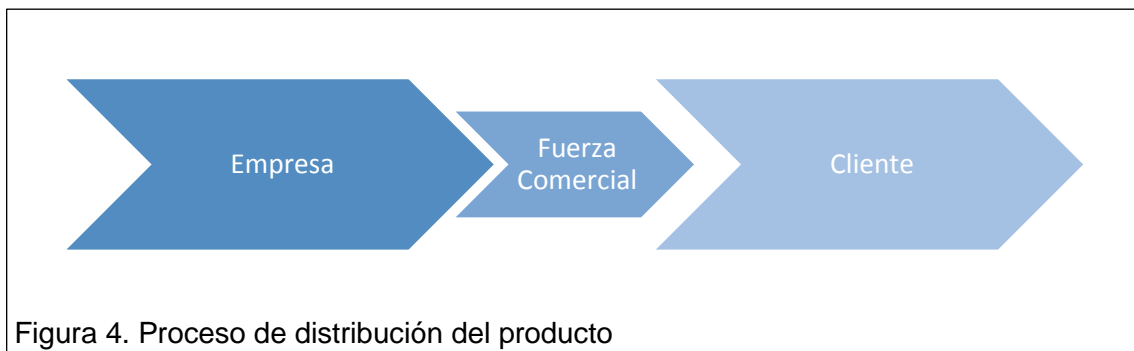 Empresa
Fuerza
Comercial
Cliente
Figura 4. Proceso de distribución del producto